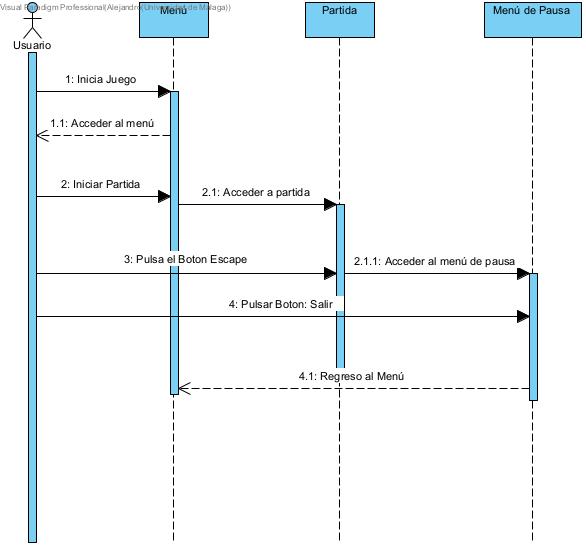 Visual Paradigm Professional(Alejandro(Universidad de Málaga))
Menú
Partida
Menú de Pausa
Usuario
1: Inicia Juego
1.1: Acceder al menú
2: Iniciar Partida
2.1: Acceder a partida
3: Pulsa el Boton Escape
2.1.1: Acceder al menú de pausa
4: Pulsar Boton: Salir
4.1: Regreso al Menú